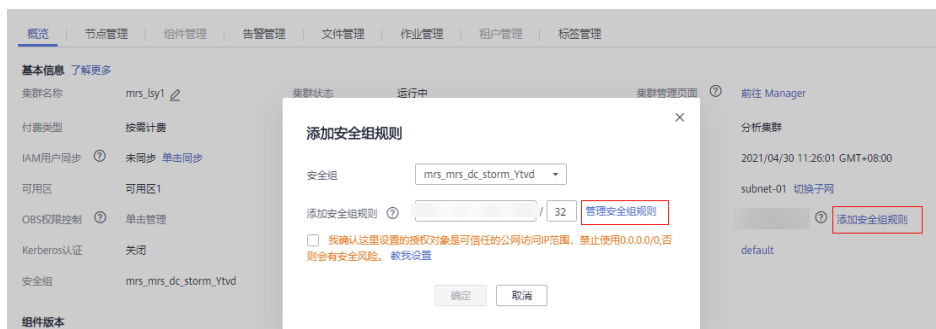 概览 节点管理 组件管理 告警管理 文件管理 作业管理 租户管理 标签管理
基本信息 了解更多
集群名称 mrs_lsy1 集群状态 运行中 集群管理页面 前往 Manager
付费类型 按需计费 分析集群
IAM用户同步 未同步 单击同步 2021/04/30 11:26:01 GMT+08:00
可用区 可用区1 subnet-01 切换子网
OBS权限控制 单击管理 添加安全组规则
Kerberos认证 关闭 default
安全组 mrs_mrs_dc_storm_Ytvd
组件版本
添加安全组规则
安全组 mrs_mrs_dc_storm_Ytvd
添加安全组规则 / 32 管理安全组规则
我确认这里设置的授权对象是可信任的公网访问IP范围，禁止使用0.0.0.0/0,否
则会有安全风险。 教我设置
确定 取消